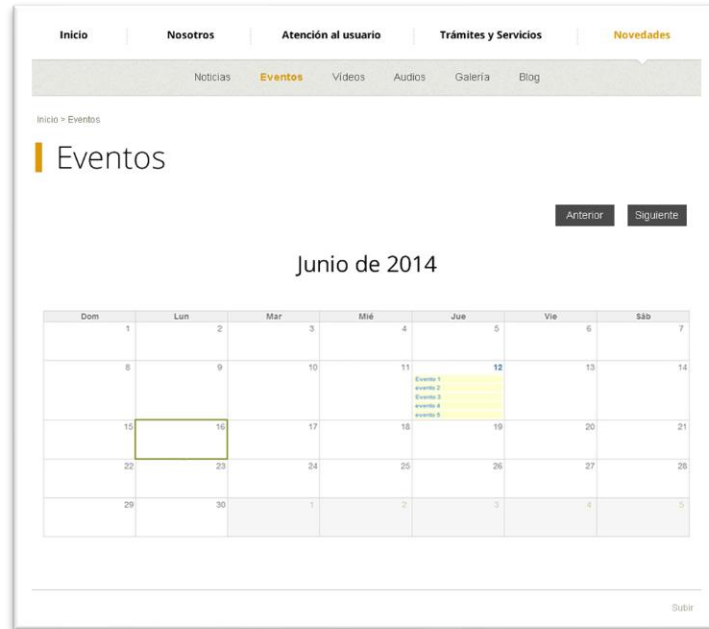 Inicio Nosotros Atención al usuario Trámites y Servicios Novedades
Noticias Eventos Vídeos Audios Galería Blog
Inicio > Eventos
Eventos
Anterior Siguiente
Junio de 2014
Dom Lun Mar Mié Jue Vie Sáb
1 2 3 4 5 6 7
8 9 10 11 12 13 14
Evento 1
evento 2
Evento 3
evento 4
evento 5
15 16 17 18 19 20 21
22 23 24 25 26 27 28
29 30 1 2 3 4 5
Subir